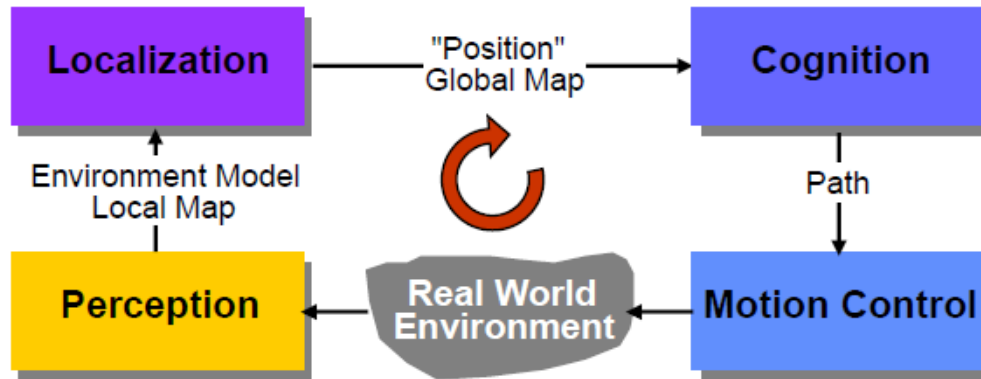 Localization
"Position"
Global Map
Cognition
Environment Model
Local Map
Path
Perception
Real World
Environment
Motion Control